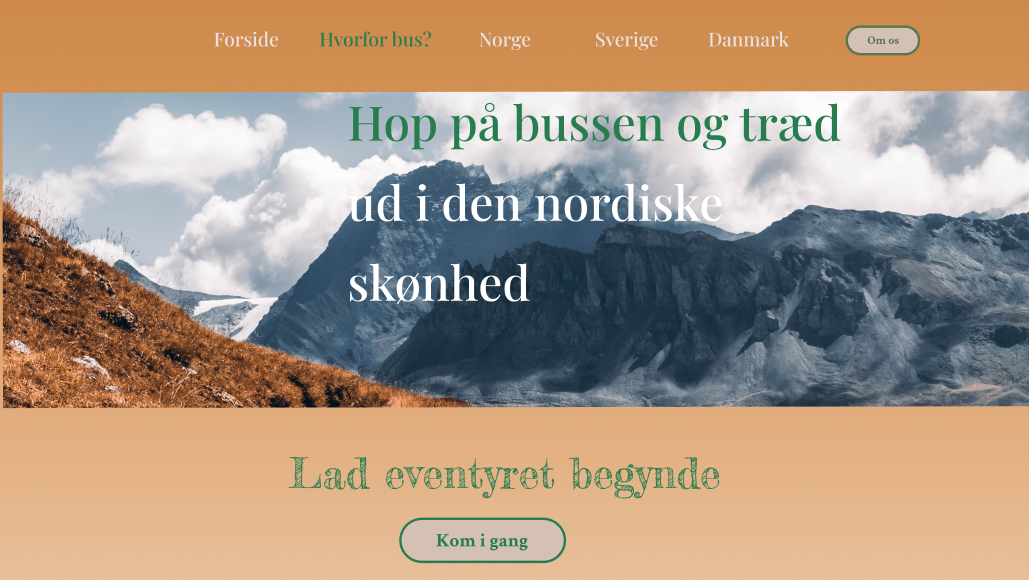 Forside Hvorfor bus? Norge Sverige Danmark Om os
Hop på bussen og træd
ud i den nordiske
skønhed
Lad eventyret begynde
Kom i gang